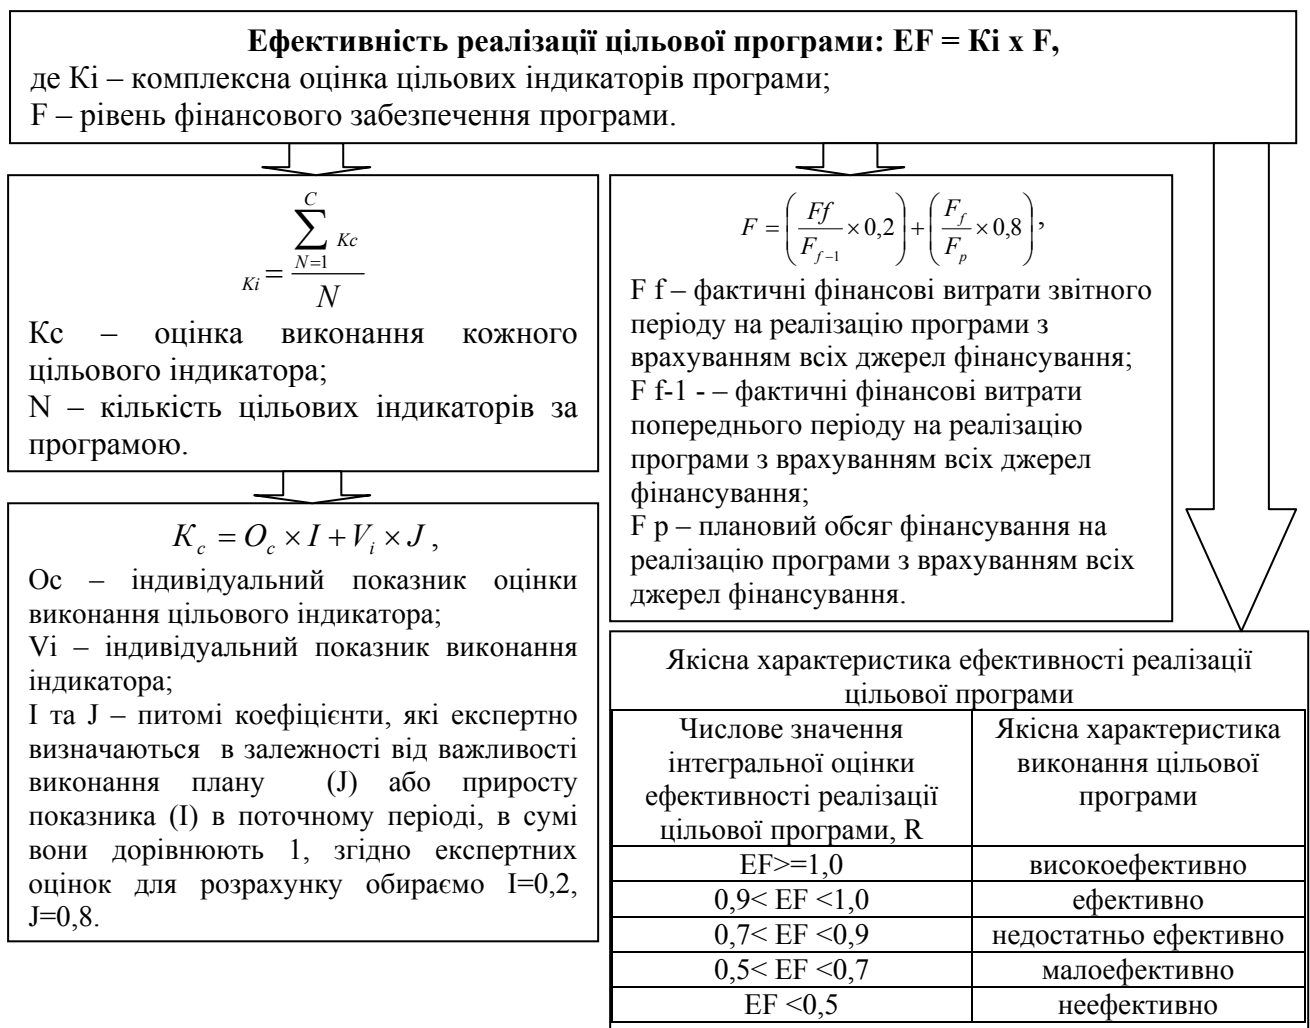 Ефективність реалізації цільової програми: EF = Кі х F,
де Кі – комплексна оцінка цільових індикаторів програми;
F – рівень фінансового забезпечення програми.
C
∑ Kc
N=1
Ki = N
Кс – оцінка виконання кожного
цільового індикатора;
N – кількість цільових індикаторів за
програмою.
K_c = O_c × I + V_i × J ,
Ос – індивідуальний показник оцінки
виконання цільового індикатора;
Vi – індивідуальний показник виконання
індикатора;
I та J – питомі коефіцієнти, які експертно
визначаються в залежності від важливості
виконання плану (J) або приросту
показника (I) в поточному періоді, в сумі
вони дорівнюють 1, згідно експертних
оцінок для розрахунку обираємо I=0,2,
J=0,8.
F = (Ff / F_{f-1} × 0,2) + (F_f / F_p × 0,8) ,
F f – фактичні фінансові витрати звітного
періоду на реалізацію програми з
врахуванням всіх джерел фінансування;
F f-1 - – фактичні фінансові витрати
попереднього періоду на реалізацію
програми з врахуванням всіх джерел
фінансування;
F p – плановий обсяг фінансування на
реалізацію програми з врахуванням всіх
джерел фінансування.
Якісна характеристика ефективності реалізації
цільової програми
Числове значення
інтегральної оцінки
ефективності реалізації
цільової програми, R
Якісна характеристика
виконання цільової
програми
EF>=1,0 високоефективно
0,9< EF <1,0 ефективно
0,7< EF <0,9 недостатньо ефективно
0,5< EF <0,7 малоефективно
EF <0,5 неефективно